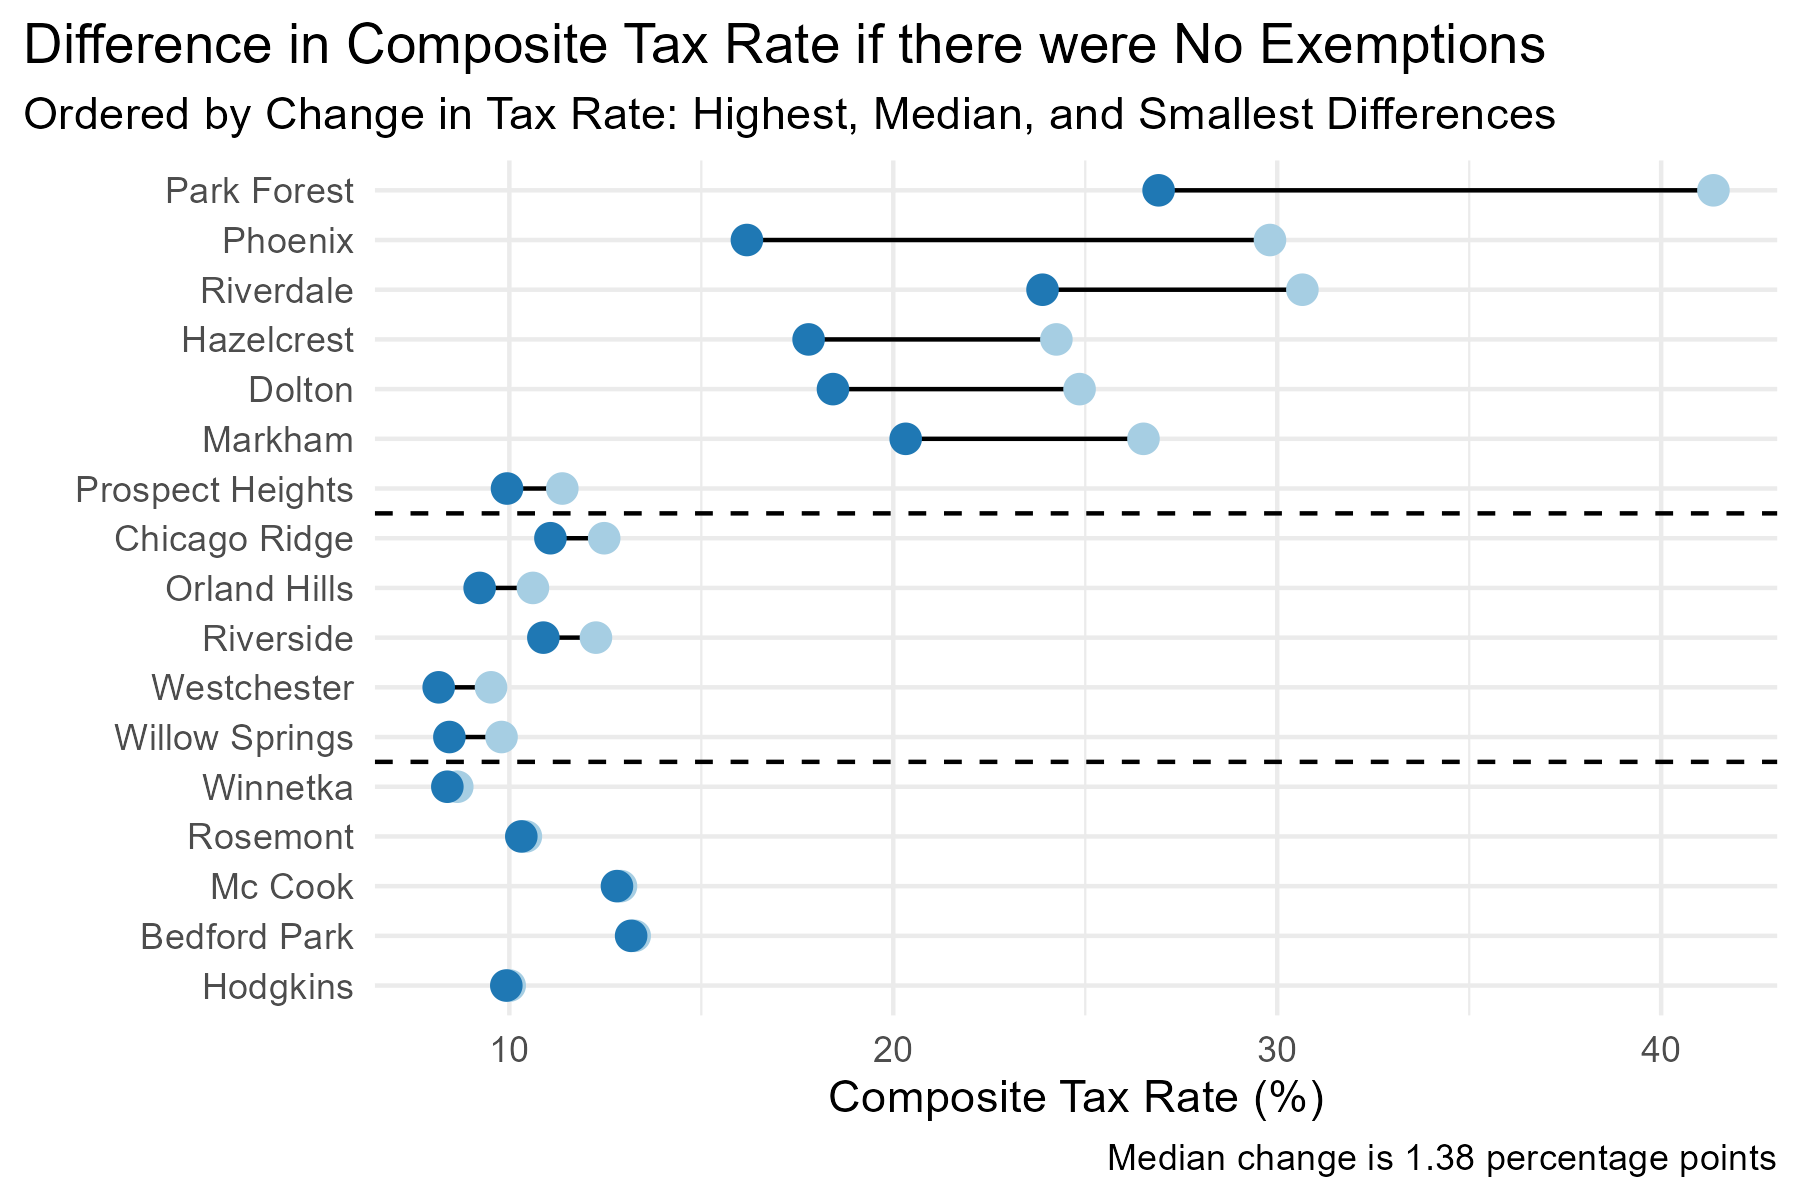 Difference in Composite Tax Rate if there were No Exemptions
Ordered by Change in Tax Rate: Highest, Median, and Smallest Differences
Park Forest
Phoenix
Riverdale
Hazelcrest
Dolton
Markham
Prospect Heights
Chicago Ridge
Orland Hills
Riverside
Westchester
Willow Springs
Winnetka
Rosemont
Mc Cook
Bedford Park
Hodgkins
10 20 30 40
Composite Tax Rate (%)
Median change is 1.38 percentage points